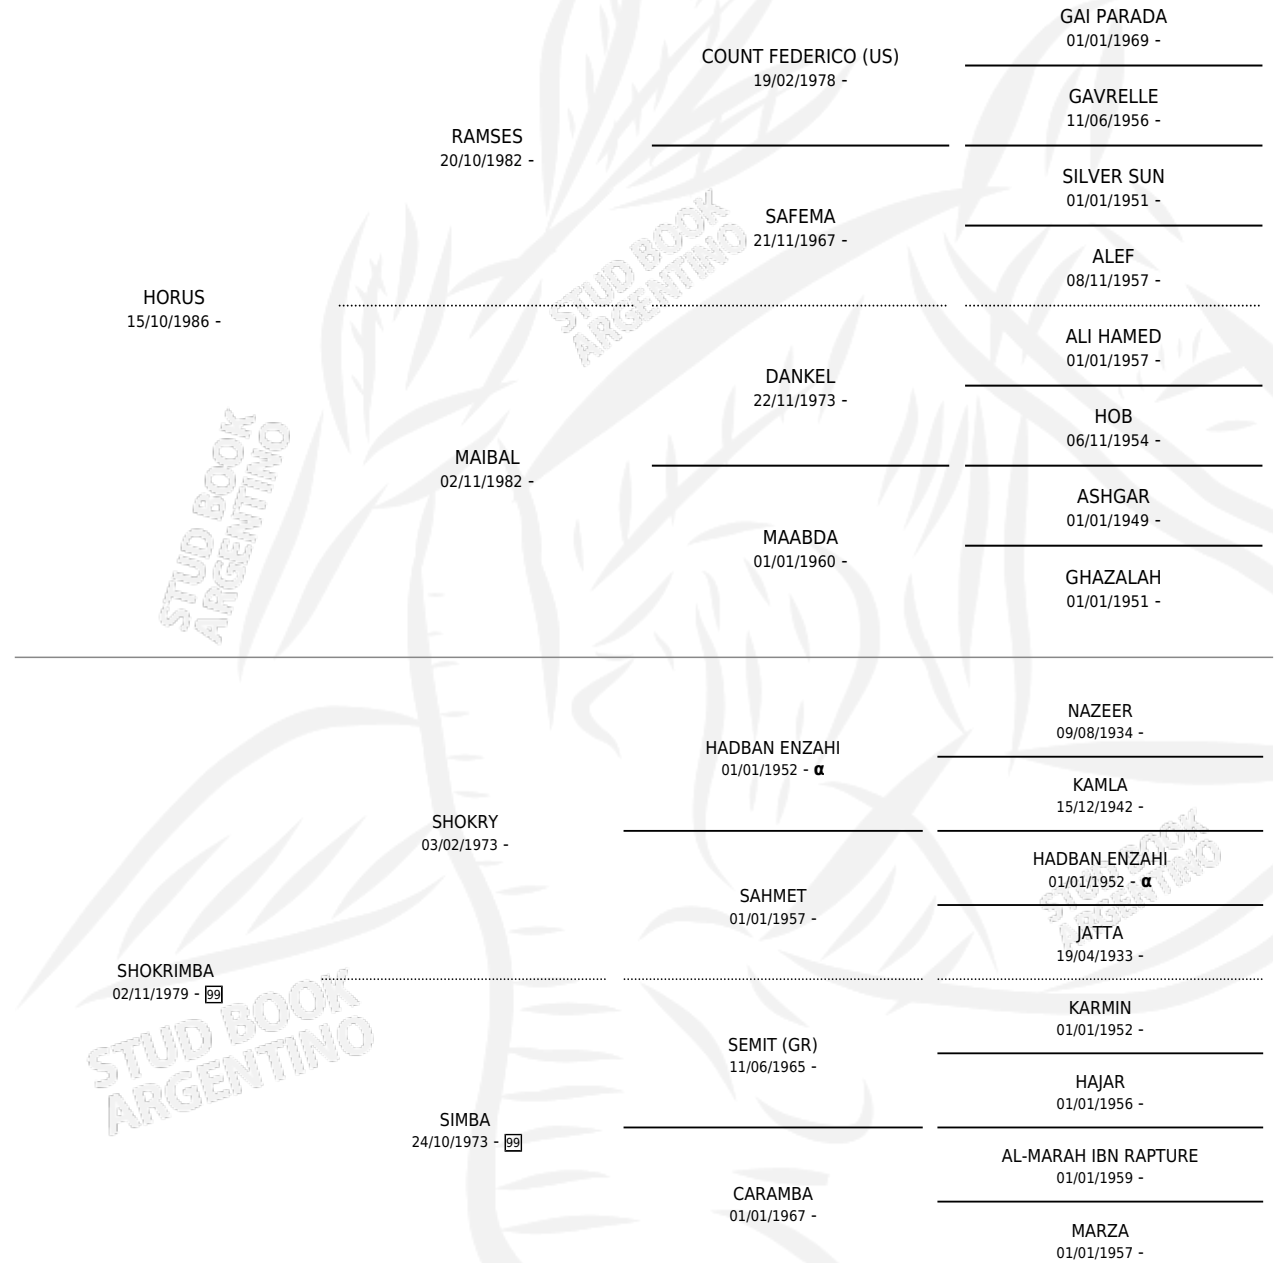 GAI PARADA
01/01/1969 -
COUNT FEDERICO (US)
19/02/1978 -
GAVRELLE
11/06/1956 -
RAMSES
20/10/1982 -
SILVER SUN
01/01/1951 -
SAFEMA
21/11/1967 -
ALEF
08/11/1957 -
HORUS
15/10/1986 -
ALI HAMED
01/01/1957 -
DANKEL
22/11/1973 -
HOB
06/11/1954 -
MAIBAL
02/11/1982 -
ASHGAR
01/01/1949 -
MAABDA
01/01/1960 -
GHAZALAH
01/01/1951 -
STUD BOOK
ARGENTINO
STUD BOOK
ARGENTINO
NAZEER
09/08/1934 -
HADBAN ENZAHI
01/01/1952 - α
KAMLA
15/12/1942 -
SHOKRY
03/02/1973 -
HADBAN ENZAHI
01/01/1952 - α
SAHMET
01/01/1957 -
JATTA
19/04/1933 -
SHOKRIMBA
02/11/1979 - 99
KARMIN
01/01/1952 -
SEMIT (GR)
11/06/1965 -
HAJAR
01/01/1956 -
SIMBA
24/10/1973 - 99
AL-MARAH IBN RAPTURE
01/01/1959 -
CARAMBA
01/01/1967 -
MARZA
01/01/1957 -
STUD BOOK
ARGENTINO
STUD BOOK
ARGENTINO